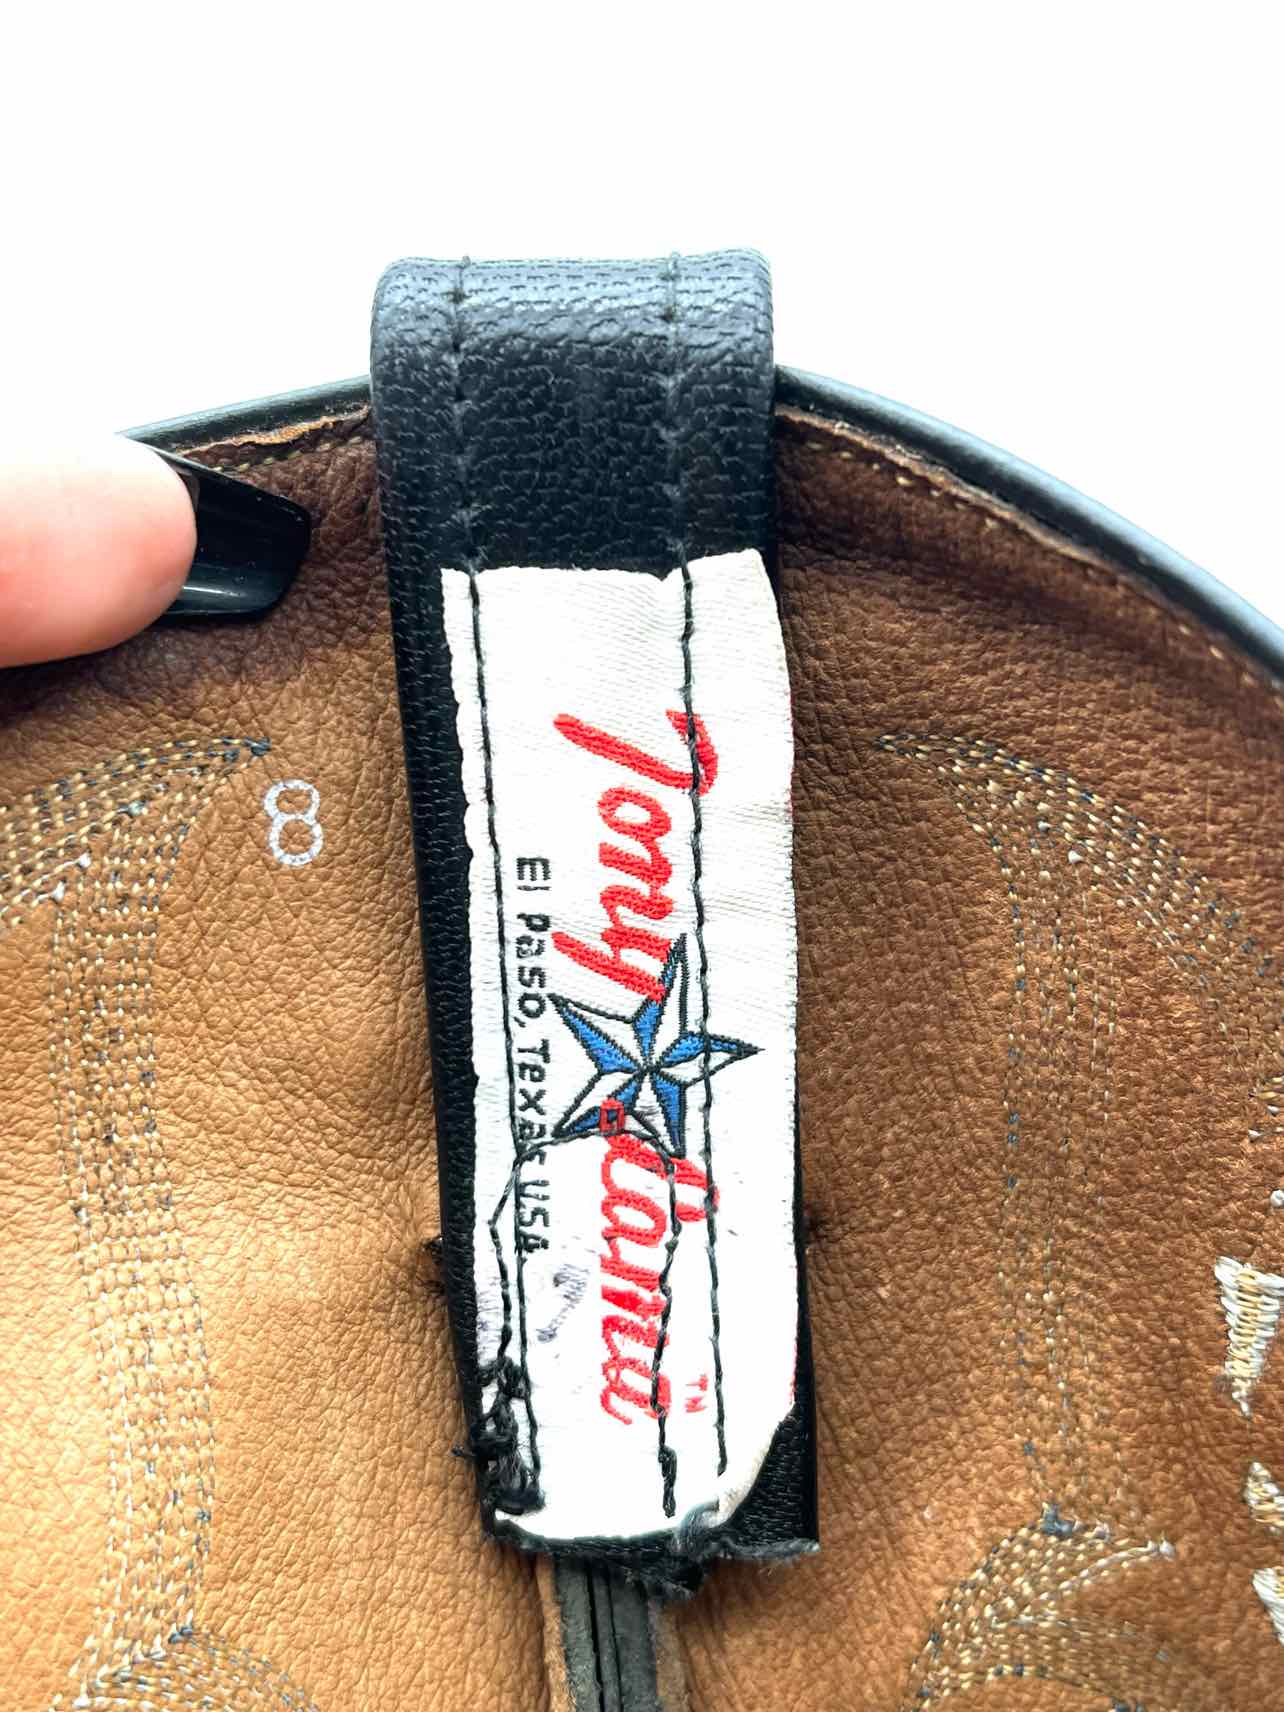 Tony Lama
TM
El Paso, Texas USA
8